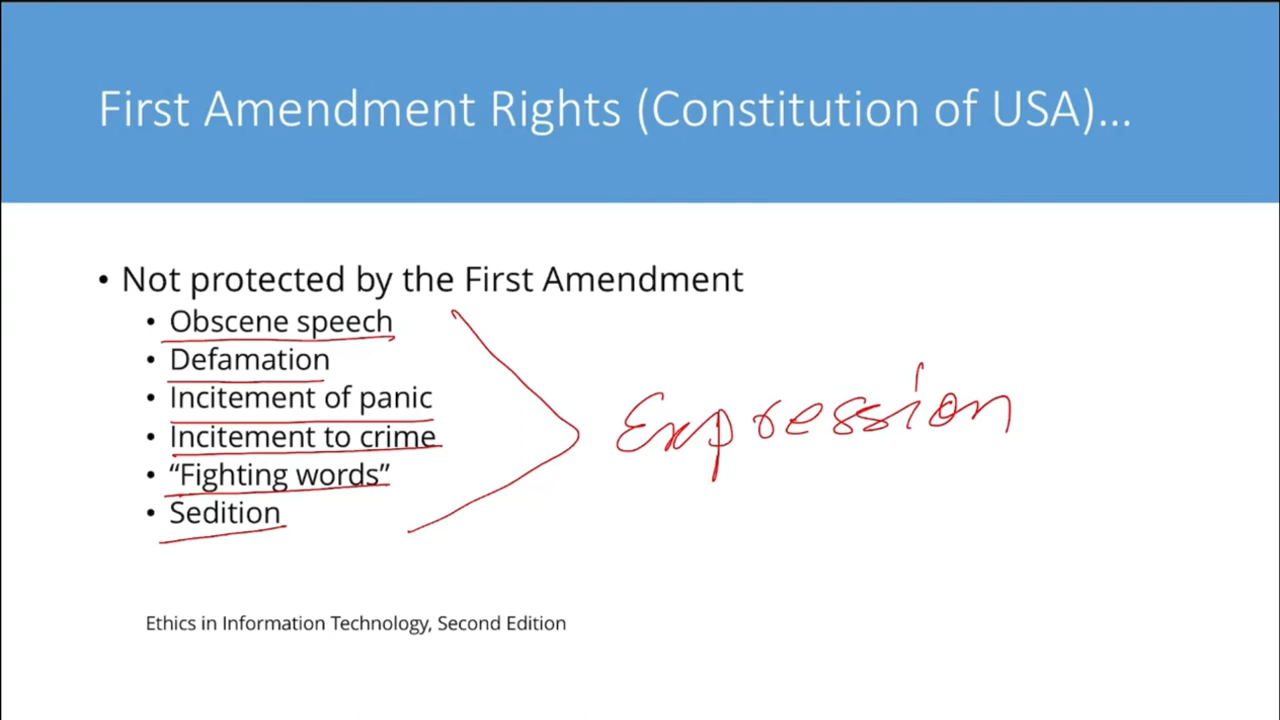 First Amendment Rights (Constitution of USA)...
• Not protected by the First Amendment
• Obscene speech
• Defamation
• Incitement of panic
• Incitement to crime
• “Fighting words”
• Sedition
Expression
Ethics in Information Technology, Second Edition